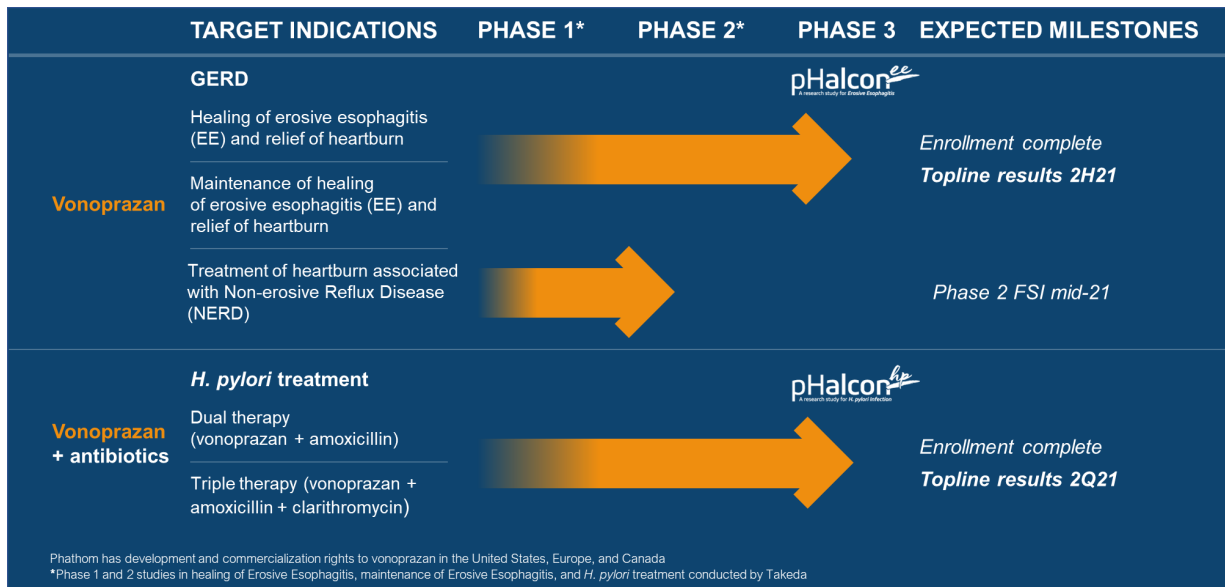 TARGET INDICATIONS PHASE 1* PHASE 2* PHASE 3 EXPECTED MILESTONES
GERD
pHalcon ee
A research study for Erosive Esophagitis
Healing of erosive esophagitis
(EE) and relief of heartburn
Enrollment complete
Topline results 2H21
Vonoprazan
Maintenance of healing
of erosive esophagitis (EE) and
relief of heartburn
Treatment of heartburn associated
with Non-erosive Reflux Disease
(NERD)
Phase 2 FSI mid-21
H. pylori treatment
pHalcon hp
A research study for H. pylori Infection
Vonoprazan
+ antibiotics
Dual therapy
(vonoprazan + amoxicillin)
Enrollment complete
Topline results 2Q21
Triple therapy (vonoprazan +
amoxicillin + clarithromycin)
Phathom has development and commercialization rights to vonoprazan in the United States, Europe, and Canada
*Phase 1 and 2 studies in healing of Erosive Esophagitis, maintenance of Erosive Esophagitis, and H. pylori treatment conducted by Takeda